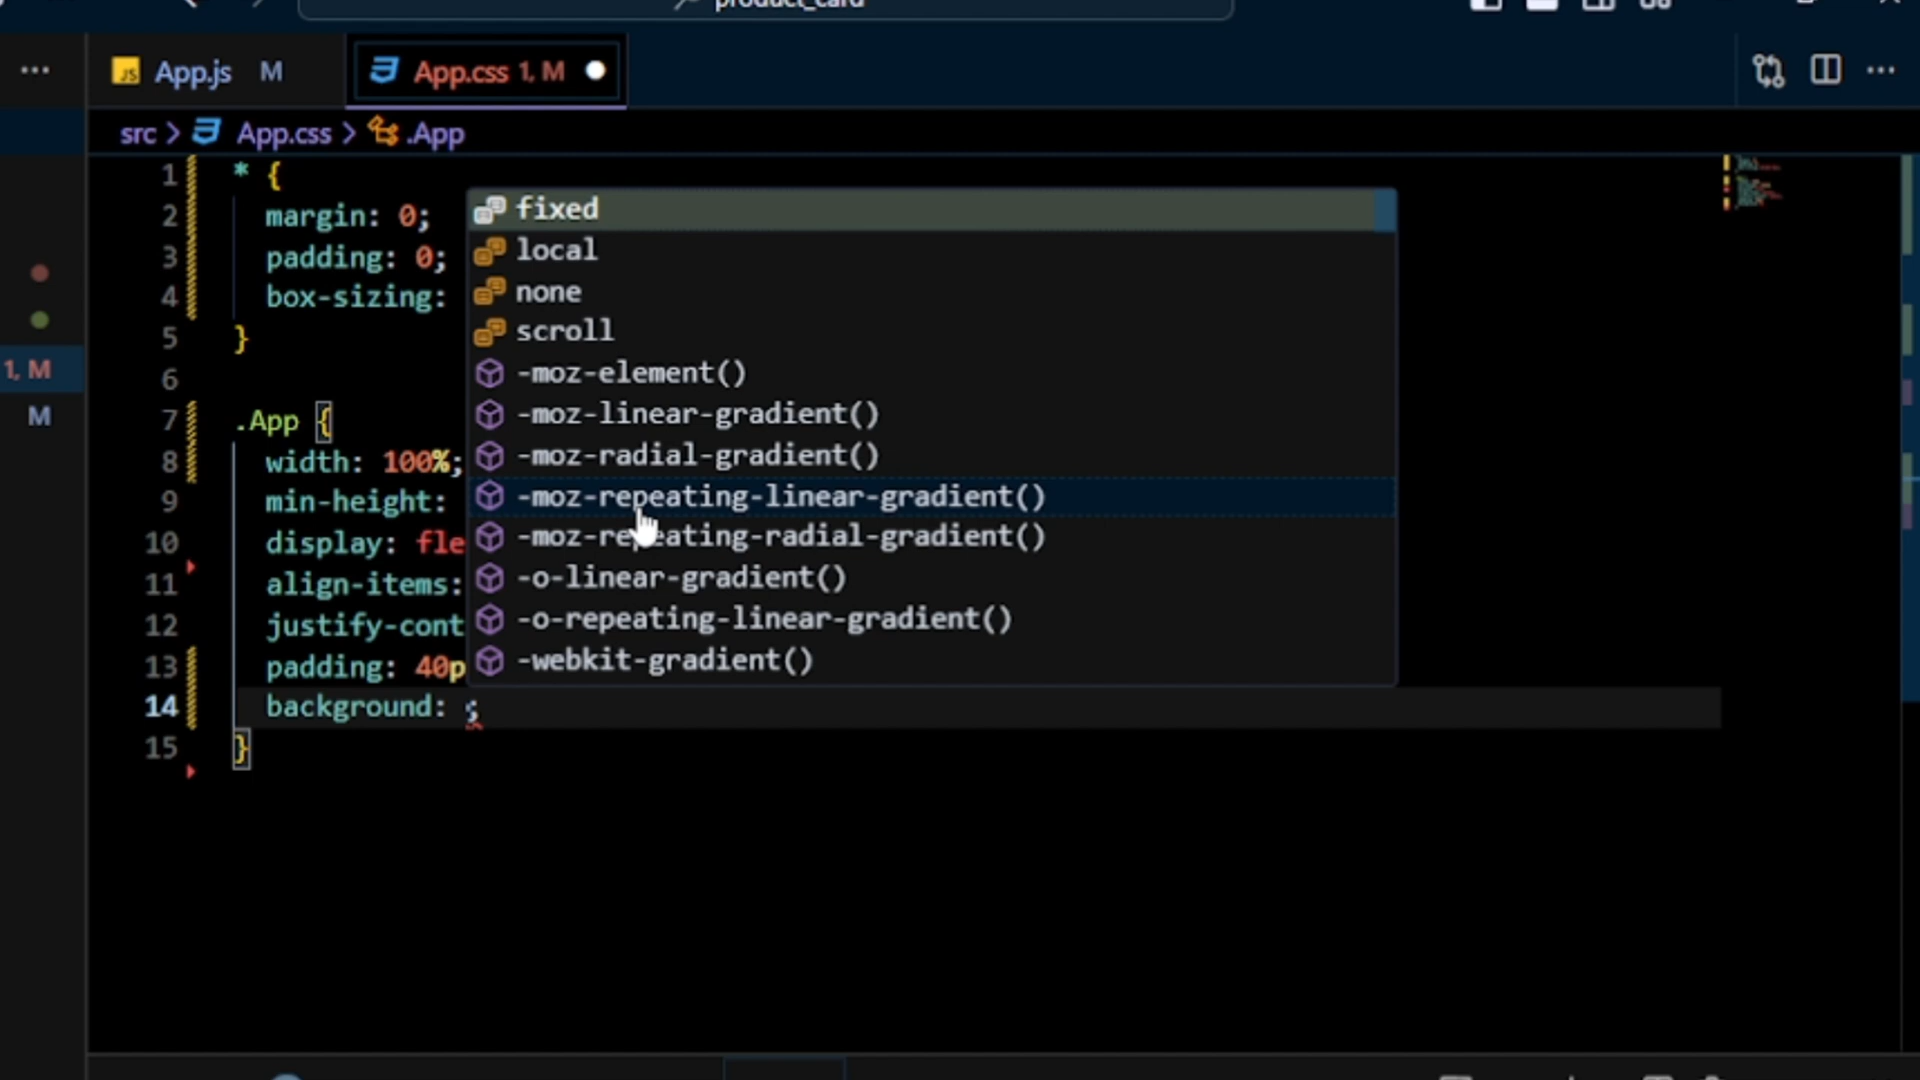 product_card
App.js M
App.css 1, M
src > App.css > .App
1 * {
2 margin: 0;
3 padding: 0;
4 box-sizing:
5 }
6
7 .App {
8 width: 100%;
9 min-height:
10 display: fle
11 align-items:
12 justify-cont
13 padding: 40p
14 background: ;
15 }
fixed
local
none
scroll
-moz-element()
-moz-linear-gradient()
-moz-radial-gradient()
-moz-repeating-linear-gradient()
-moz-repeating-radial-gradient()
-o-linear-gradient()
-o-repeating-linear-gradient()
-webkit-gradient()
1, M
M